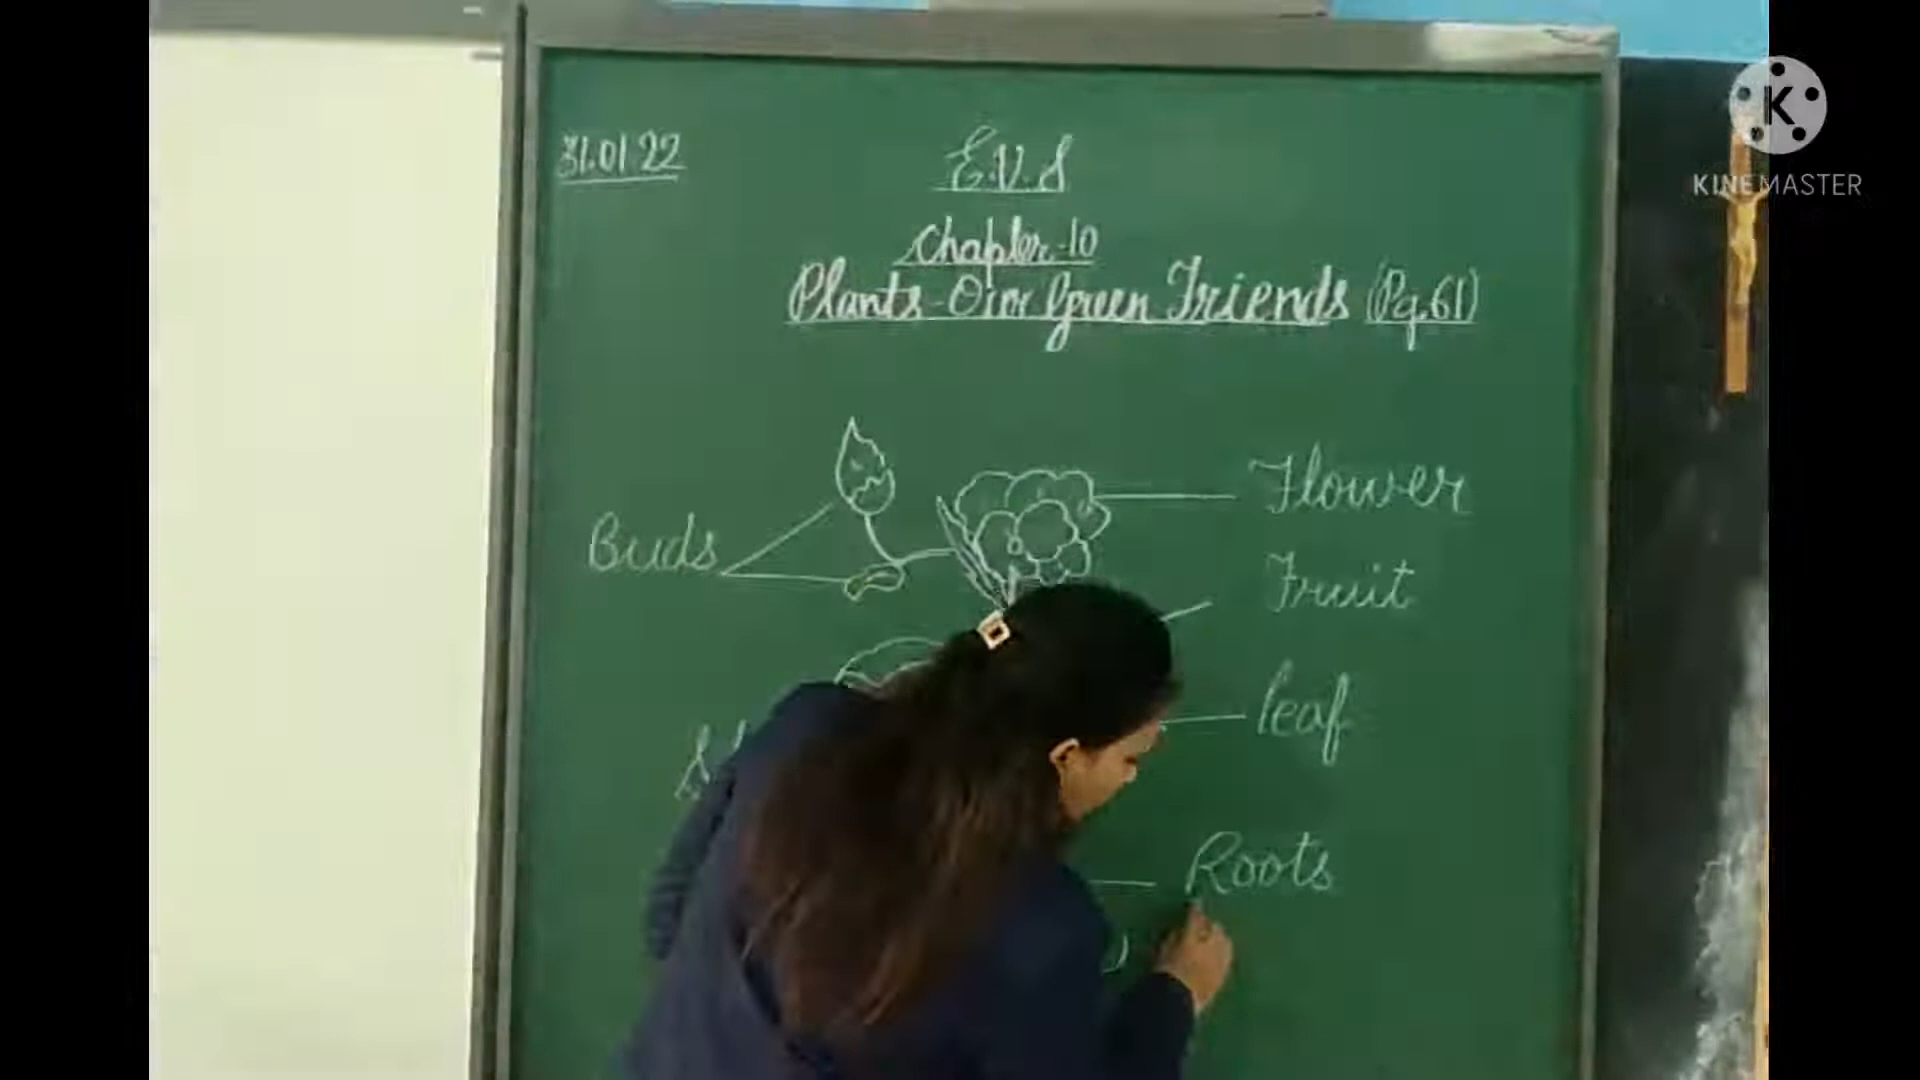 31.01.22
E.V.S
Chapter-10
Plants-Our Green Friends (Pg.61)
Flower
Buds
Fruit
leaf
Roots
K
KINEMASTER